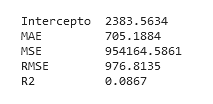 Intercepto 2383.5634
MAE 705.1884
MSE 954164.5861
RMSE 976.8135
R2 0.0867